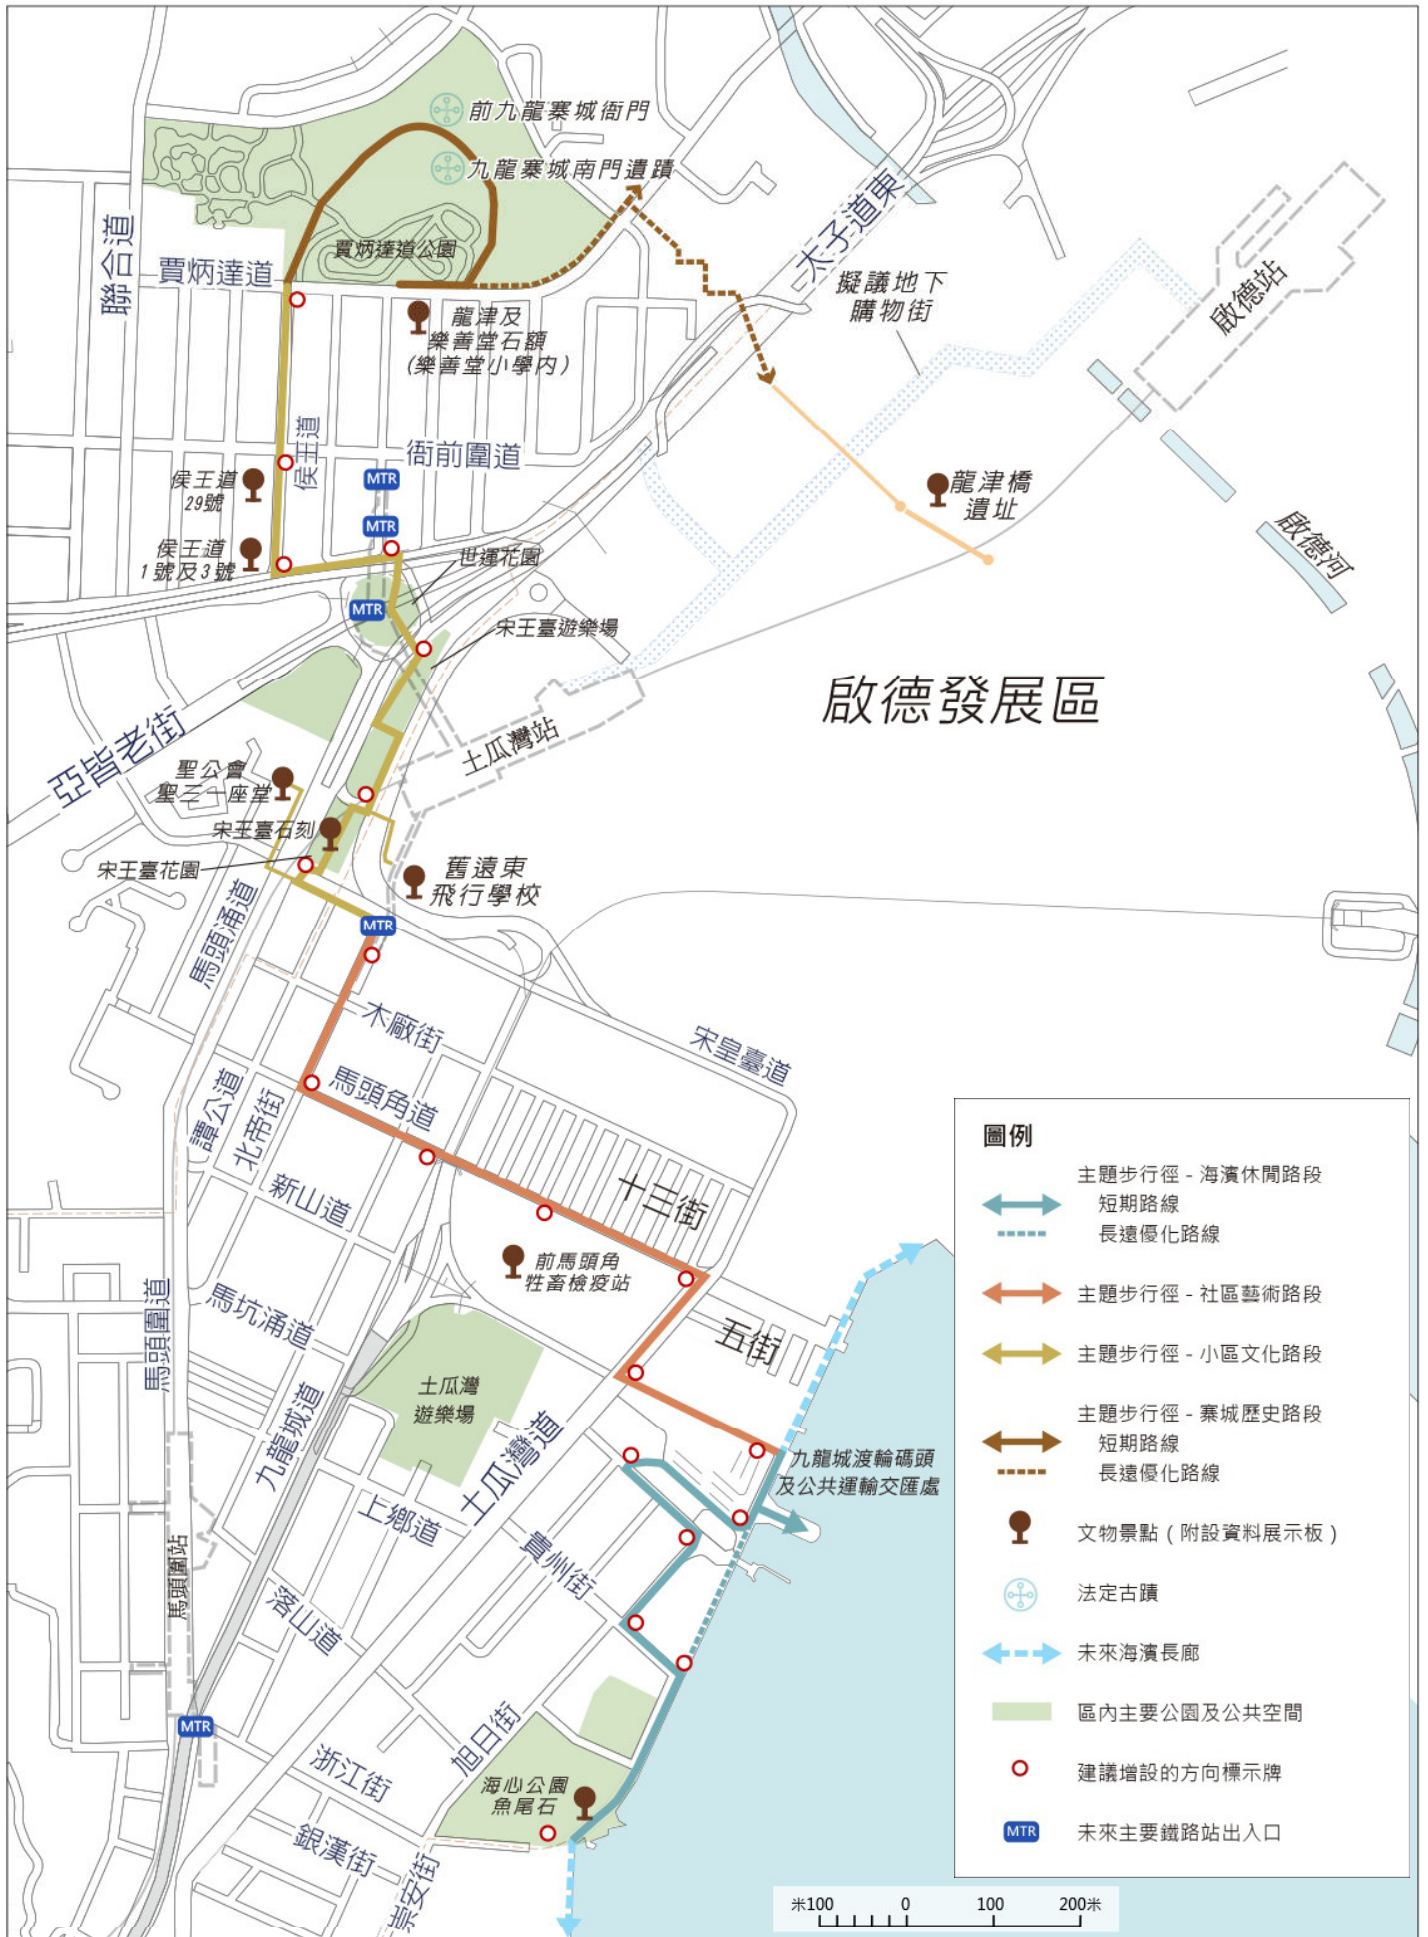 前九龍寨城衙門
九龍寨城南門遺蹟
聯合道
賈炳達道公園
賈炳達道
太子道東
擬議地下
購物街
啟德站
龍津及
樂善堂石額
(樂善堂小學內)
侯王道
衙前圍道
侯王道
29號
MTR
龍津橋
遺址
MTR
啟德河
侯王道
1號及3號
世運花園
MTR
宋王臺遊樂場
啟德發展區
亞皆老街
土瓜灣站
聖公會
聖三一座堂
宋王臺石刻
宋王臺花園
舊遠東
飛行學校
馬頭涌道
MTR
木廠街
宋皇臺道
馬頭角道
譚公道
北帝街
新山道
十三街
前馬頭角
牲畜檢疫站
馬頭圍道
馬坑涌道
五街
土瓜灣
遊樂場
九龍城道
土瓜灣道
九龍城渡輪碼頭
及公共運輸交匯處
上鄉道
貴州街
馬頭圍站
落山道
MTR
旭日街
浙江街
海心公園
魚尾石
銀漢街
崇安街
圖例
主題步行徑 - 海濱休閒路段
短期路線
長遠優化路線
主題步行徑 - 社區藝術路段
主題步行徑 - 小區文化路段
主題步行徑 - 寨城歷史路段
短期路線
長遠優化路線
文物景點 ( 附設資料展示板 )
法定古蹟
未來海濱長廊
區內主要公園及公共空間
建議增設的方向標示牌
MTR 未來主要鐵路站出入口
米100 0 100 200米